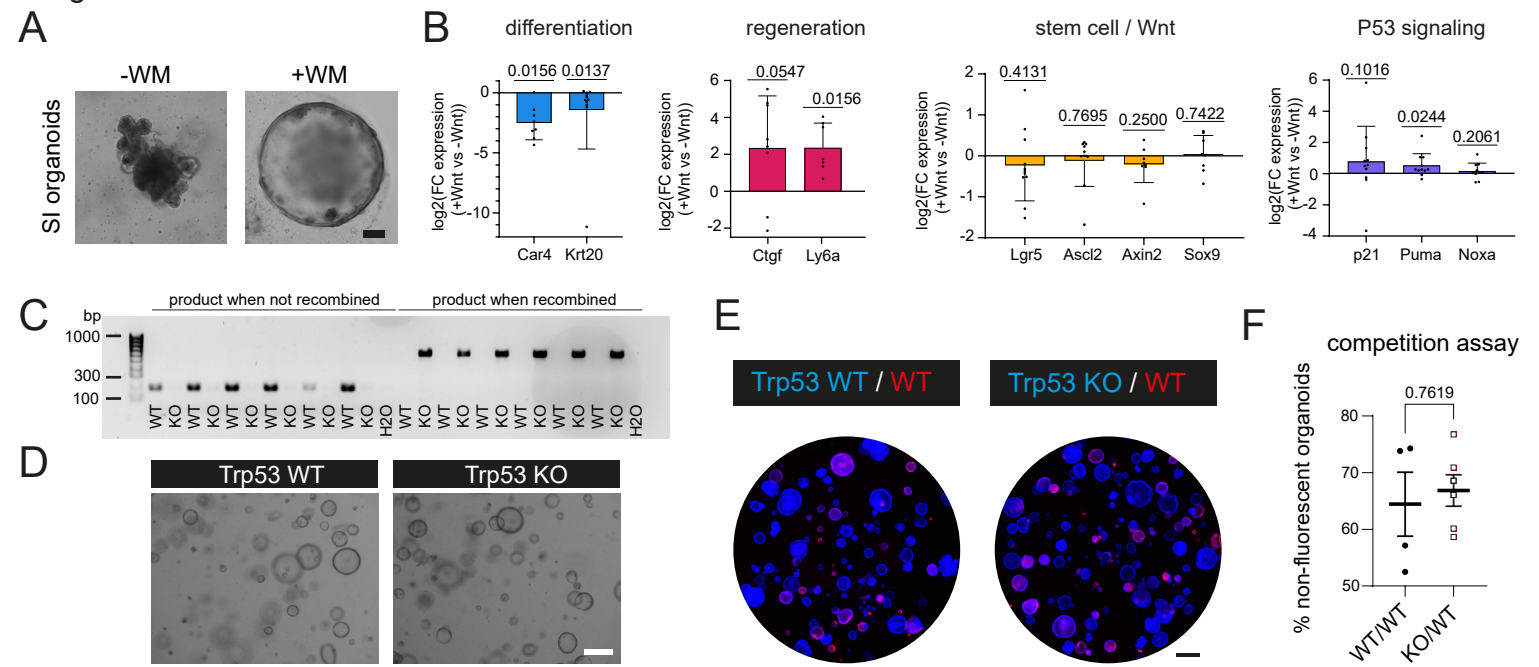 A
-WM
+WM
SI organoids
B
differentiation
0.0156 0.0137
log2(FC expression
(+Wnt vs -Wnt))
0
-5
-10
Car4 Krt20
regeneration
0.0547
0.0156
log2(FC expression
(+Wnt vs -Wnt))
6
4
2
0
-2
Ctgf Ly6a
stem cell / Wnt
0.4131
0.7695
0.2500
0.7422
log2(FC expression
(+Wnt vs -Wnt))
2
1
0
-1
-2
Lgr5 Ascl2 Axin2 Sox9
P53 signaling
0.1016
0.0244
0.2061
log2(FC expression
(+Wnt vs -Wnt))
6
4
2
0
-2
-4
p21 Puma Noxa
C
product when not recombined
product when recombined
bp
1000
300
100
WT
KO
WT
KO
WT
KO
WT
KO
WT
KO
WT
KO
H2O
WT
KO
WT
KO
WT
KO
WT
KO
WT
KO
WT
KO
H2O
D
Trp53 WT
Trp53 KO
E
Trp53 WT / WT
Trp53 KO / WT
F
competition assay
0.7619
% non-fluorescent organoids
80
70
60
50
WT/WT
KO/WT